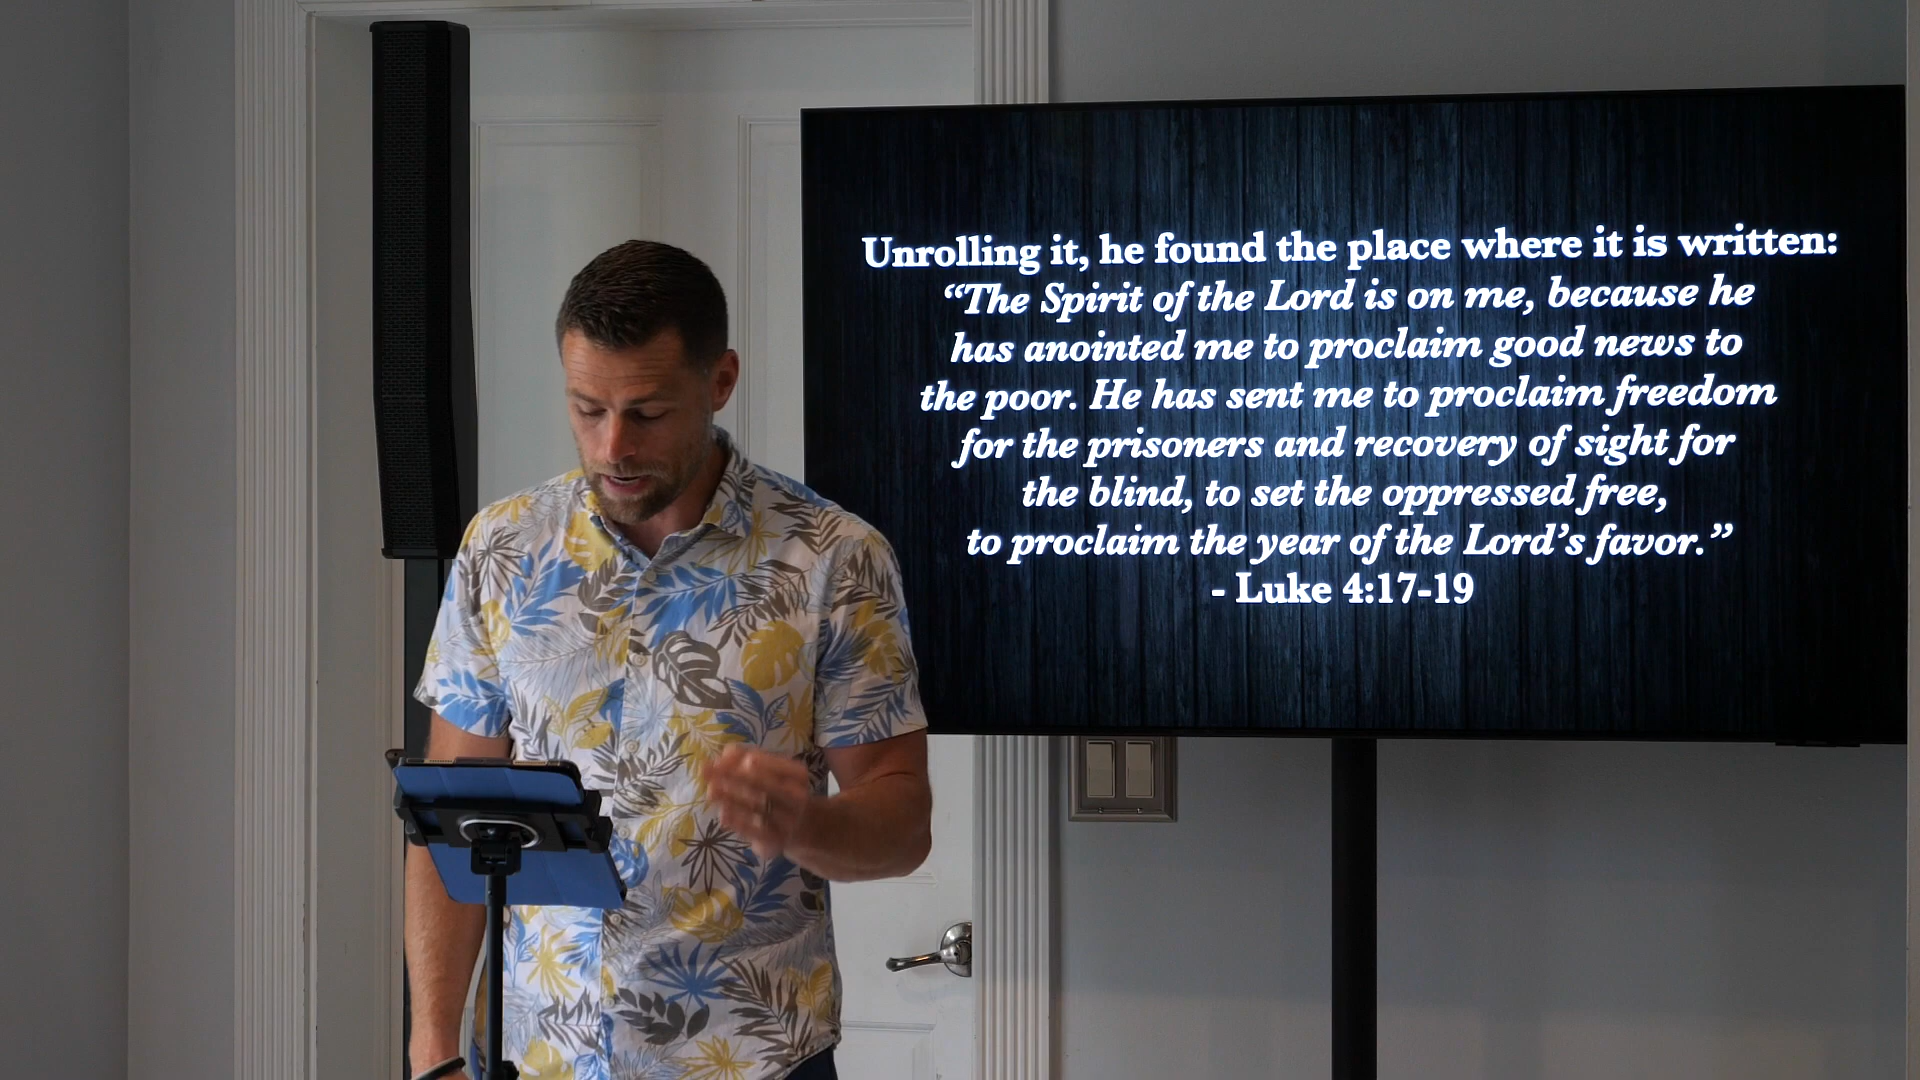 Unrolling it, he found the place where it is written:
“The Spirit of the Lord is on me, because he
has anointed me to proclaim good news to
the poor. He has sent me to proclaim freedom
for the prisoners and recovery of sight for
the blind, to set the oppressed free,
to proclaim the year of the Lord’s favor.”
- Luke 4:17-19